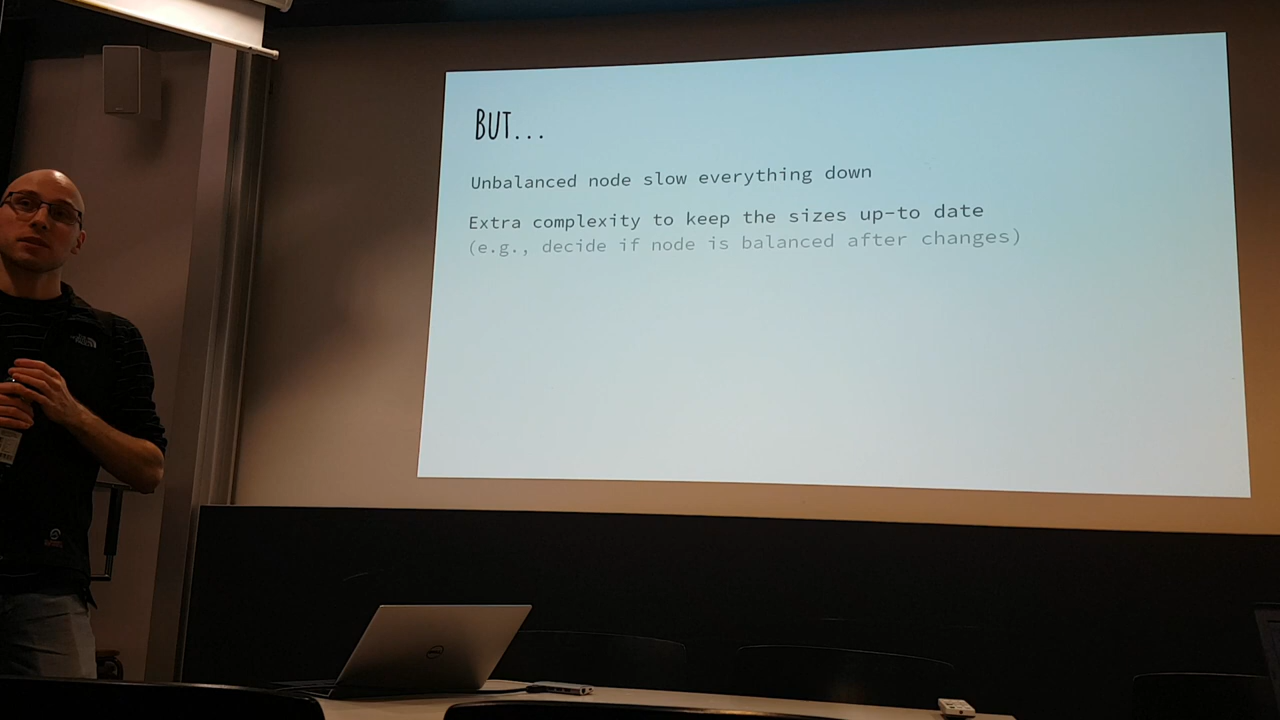 BUT...
Unbalanced node slow everything down
Extra complexity to keep the sizes up-to date
(e.g., decide if node is balanced after changes)
DELL